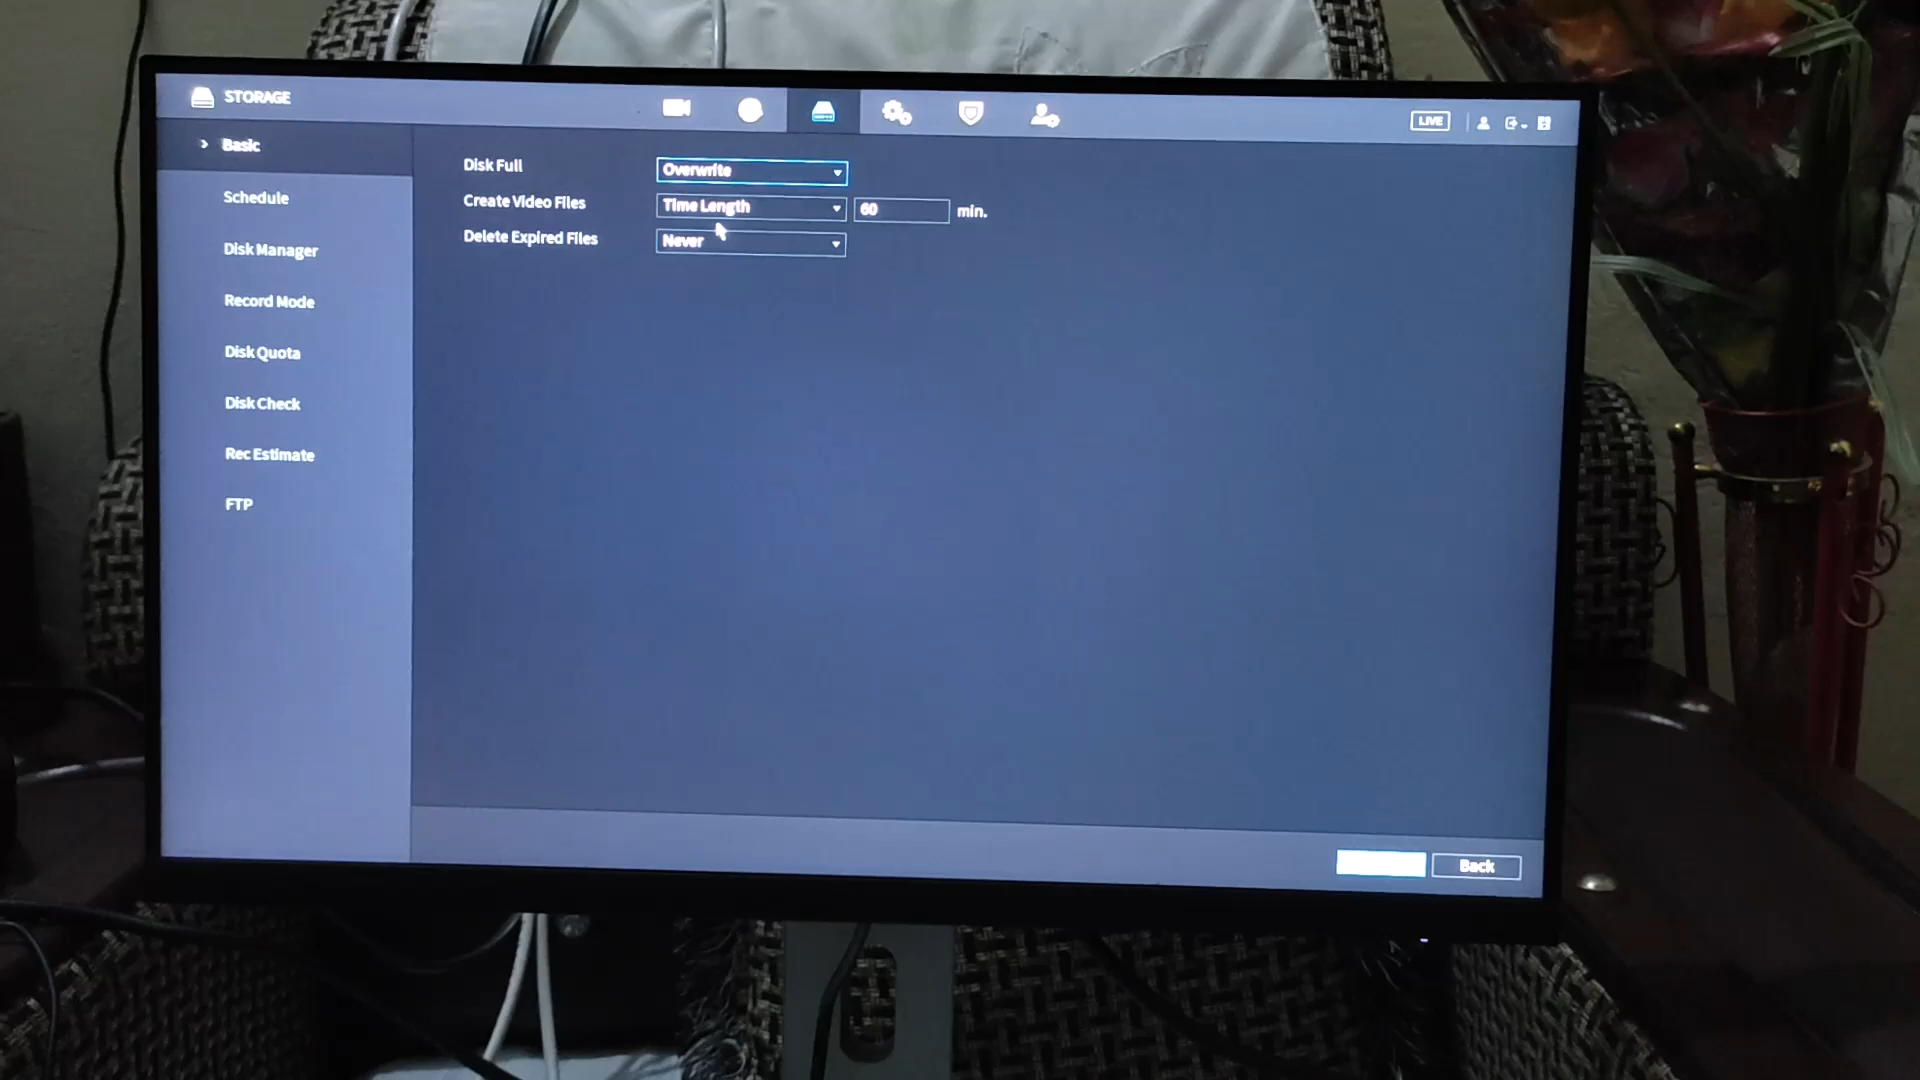 STORAGE
LIVE
Basic
Schedule
Disk Manager
Record Mode
Disk Quota
Disk Check
Rec Estimate
FTP
Disk Full Overwrite
Create Video Files Time Length 60 min.
Delete Expired Files Never
Back